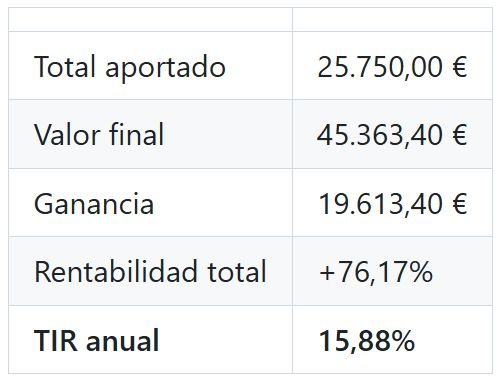 Total aportado 25.750,00 €
Valor final 45.363,40 €
Ganancia 19.613,40 €
Rentabilidad total +76,17%
TIR anual 15,88%